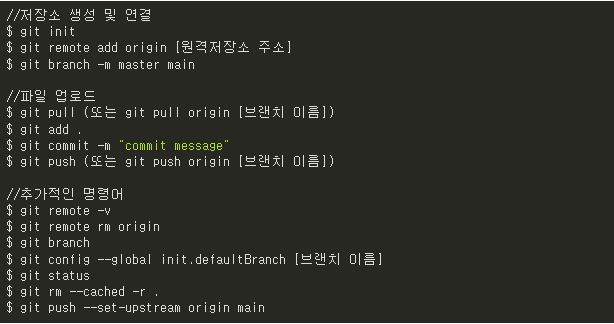 //저장소 생성 및 연결
$ git init
$ git remote add origin [원격저장소 주소]
$ git branch -m master main
//파일 업로드
$ git pull (또는 git pull origin [브랜치 이름])
$ git add .
$ git commit -m "commit message"
$ git push (또는 git push origin [브랜치 이름])
//추가적인 명령어
$ git remote -v
$ git remote rm origin
$ git branch
$ git config --global init.defaultBranch [브랜치 이름]
$ git status
$ git rm --cached -r .
$ git push --set-upstream origin main